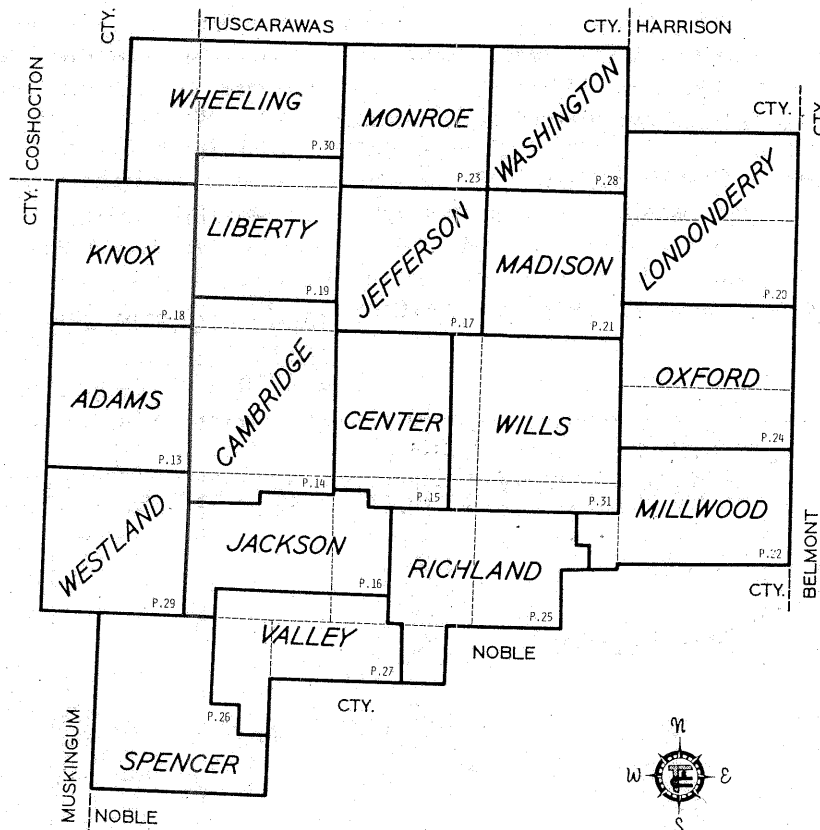 CTY.
TUSCARAWAS
CTY.
HARRISON
COSHOCTON
CTY.
CTY.
CTY.
WHEELING
P.30
MONROE
P.23
WASHINGTON
P.28
LONDONDERRY
P.20
KNOX
P.18
LIBERTY
P.19
JEFFERSON
P.17
MADISON
P.21
ADAMS
P.13
CAMBRIDGE
P.14
CENTER
P.15
WILLS
P.31
OXFORD
P.24
WESTLAND
P.29
JACKSON
P.16
RICHLAND
P.25
MILLWOOD
P.22
CTY.
BELMONT
VALLEY
P.27
NOBLE
CTY.
P.26
SPENCER
MUSKINGUM
NOBLE
N
W
E
S